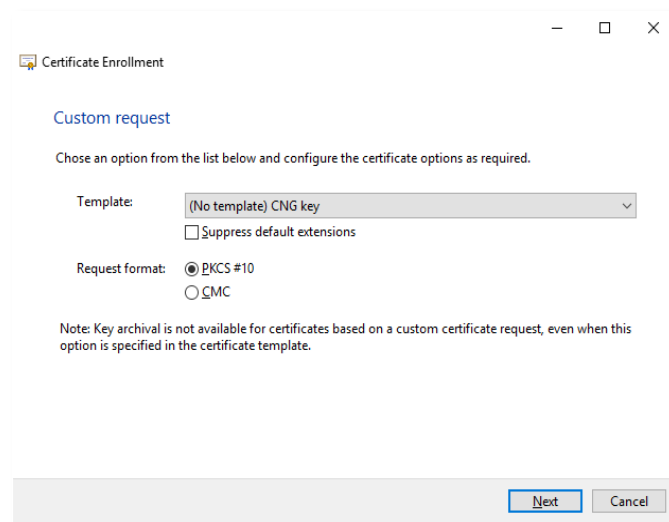 Certificate Enrollment
Custom request
Chose an option from the list below and configure the certificate options as required.
Template:
(No template) CNG key
Suppress default extensions
Request format:
PKCS #10
CMC
Note: Key archival is not available for certificates based on a custom certificate request, even when this
option is specified in the certificate template.
Next
Cancel